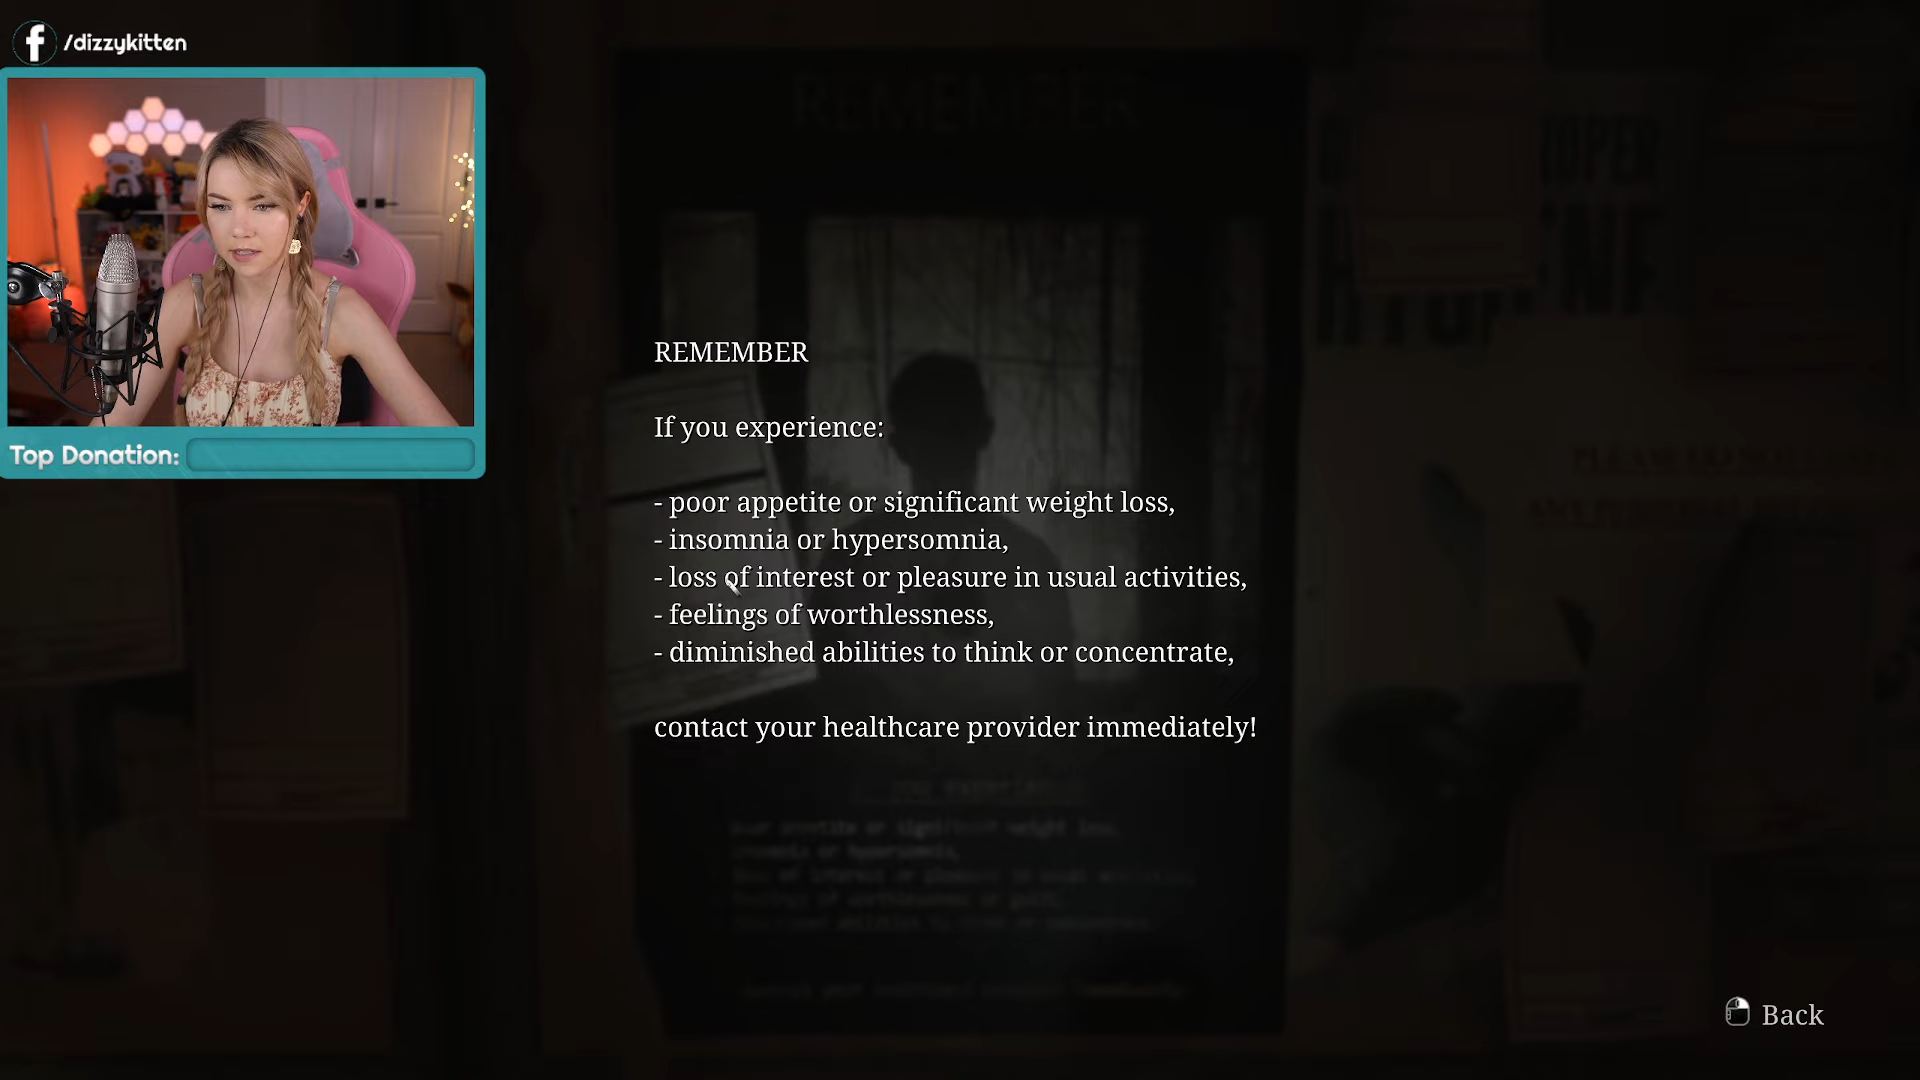 /dizzykitten
Top Donation:
REMEMBER
REMEMBER
If you experience:
- poor appetite or significant weight loss,
- insomnia or hypersomnia,
- loss of interest or pleasure in usual activities,
- feelings of worthlessness,
- diminished abilities to think or concentrate,
contact your healthcare provider immediately!
Back